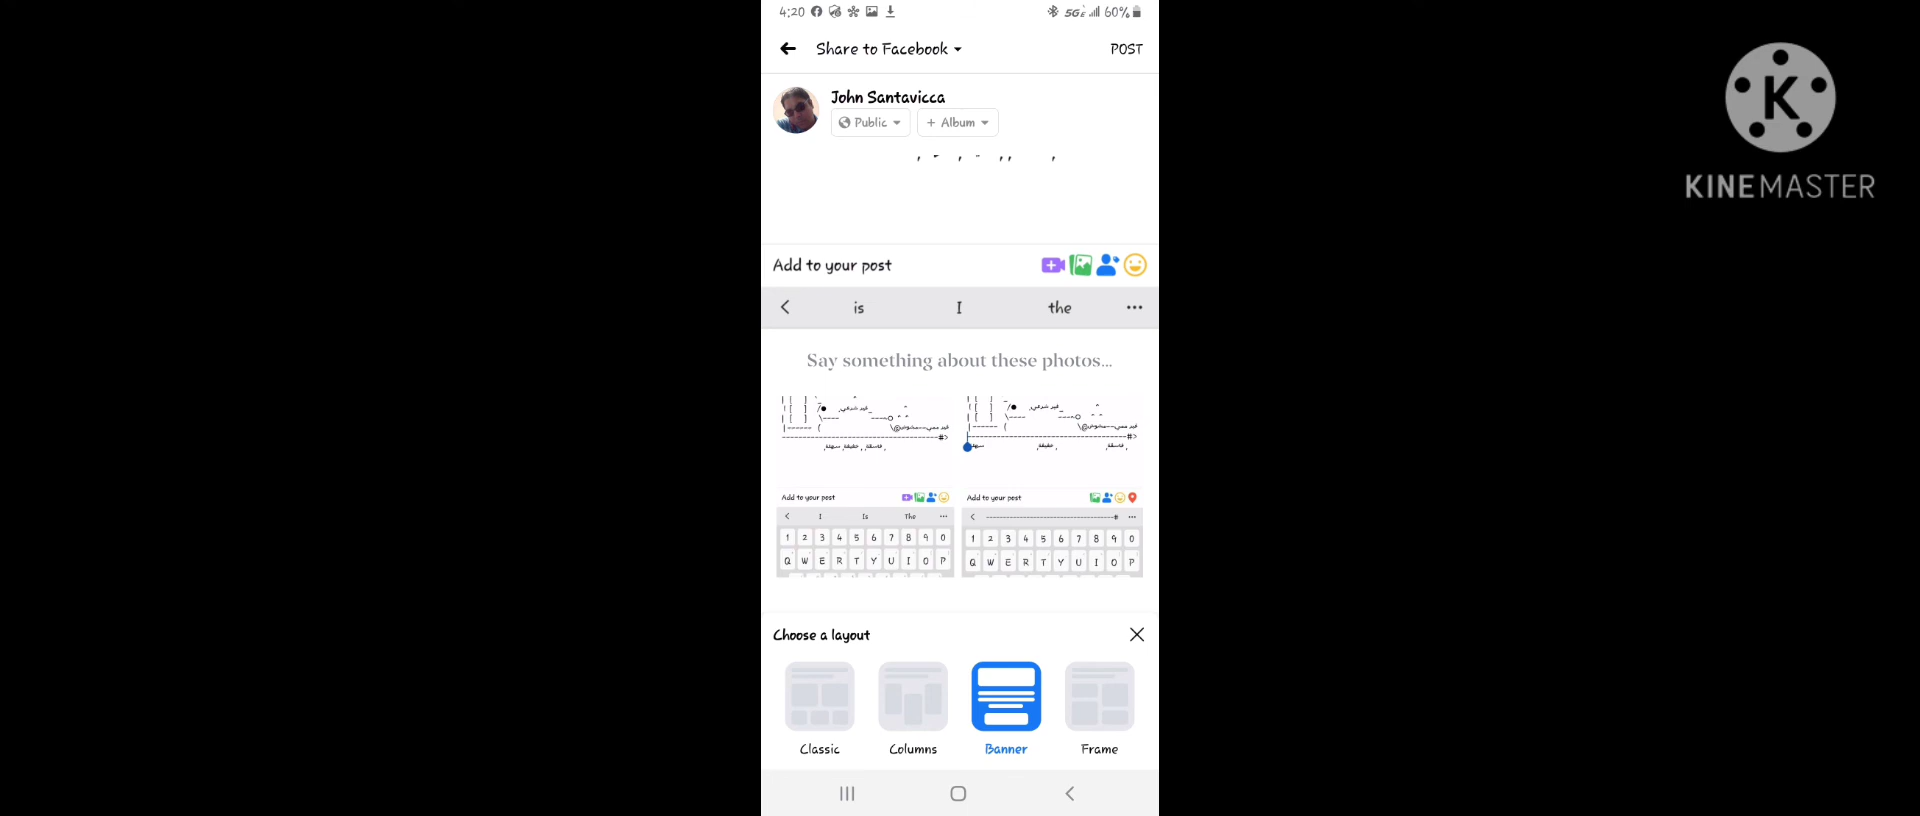 4:20 5GE 60%
Share to Facebook POST
John Santavicca
Public + Album
K
KINEMASTER
Add to your post
is I the
Say something about these photos...
Add to your post Add to your post
I Is The
1 2 3 4 5 6 7 8 9 0 1 2 3 4 5 6 7 8 9 0
Q W E R T Y U I O P Q W E R T Y U I O P
Choose a layout
Classic Columns Banner Frame